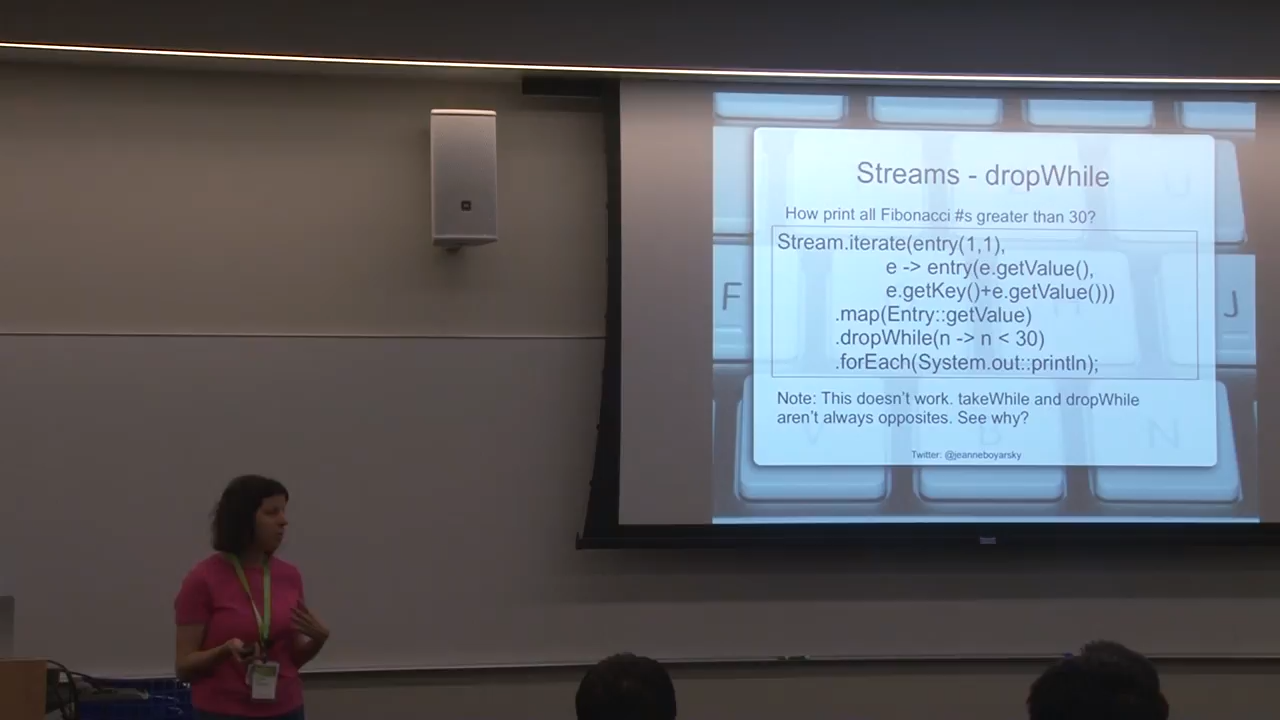 Streams - dropWhile
How print all Fibonacci #s greater than 30?
Stream.iterate(entry(1,1),
e -> entry(e.getValue(),
e.getKey()+e.getValue()))
.map(Entry::getValue)
.dropWhile(n -> n < 30)
.forEach(System.out::println);
Note: This doesn't work. takeWhile and dropWhile
aren't always opposites. See why?
Twitter: @jeanneboyarsky
F
J
N